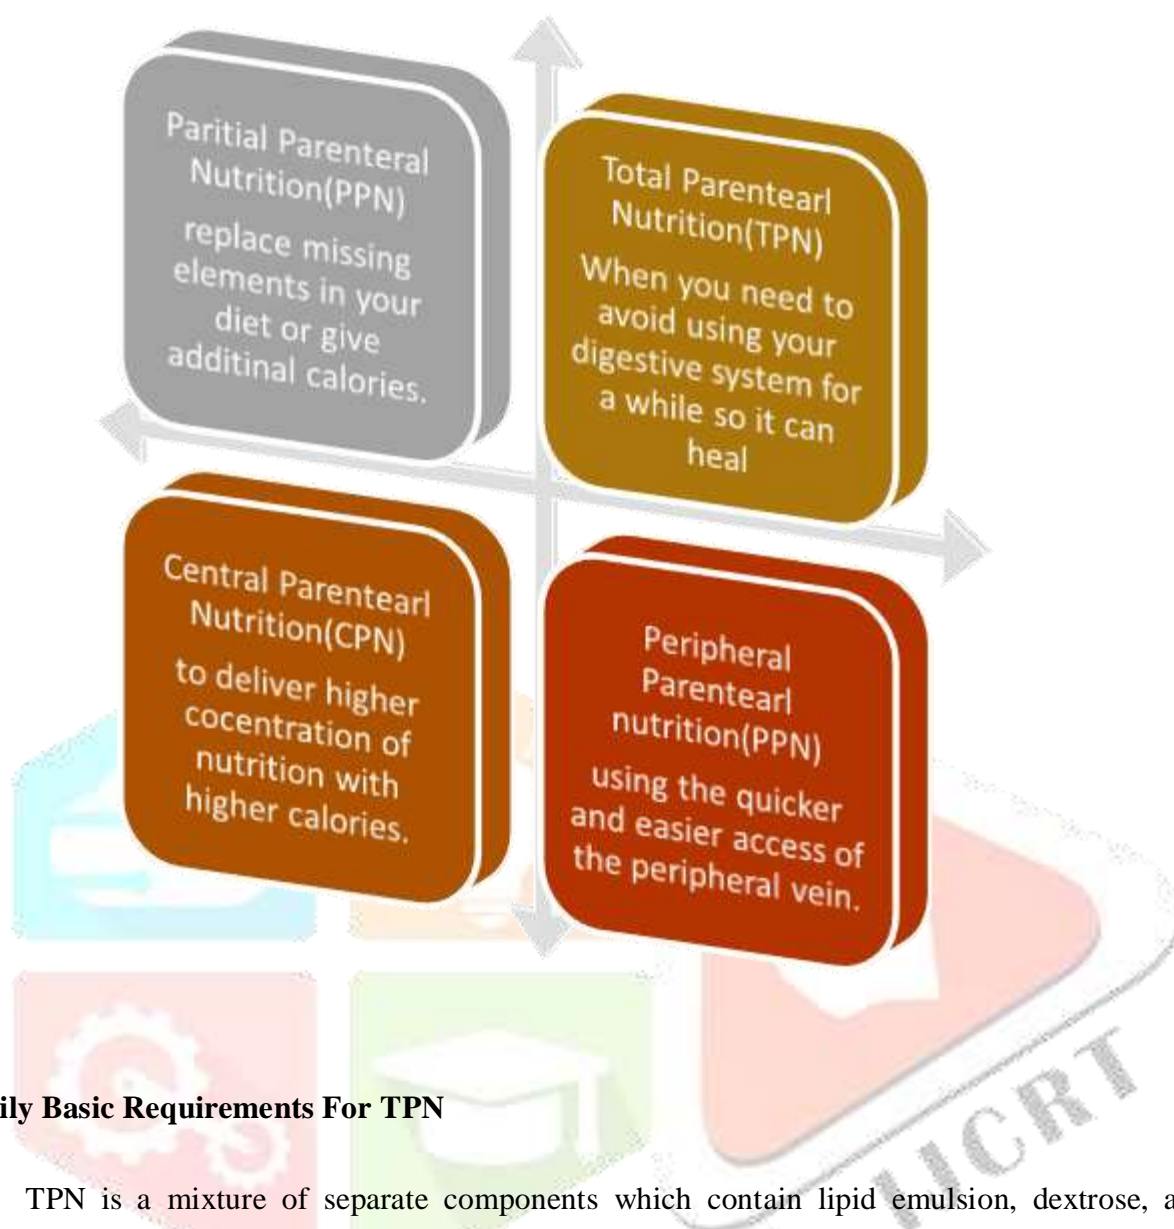 Paritial Parenteral
Nutrition(PPN)
replace missing
elements in your
diet or give
additinal calories.
Total Parentearl
Nutrition(TPN)
When you need to
avoid using your
digestive system for
a while so it can
heal
Central Parentearl
Nutrition(CPN)
to deliver higher
cocentration of
nutrition with
higher calories.
Peripheral
Parentearl
nutrition(PPN)
using the quicker
and easier access of
the peripheral vein.
ily Basic Requirements For TPN
TPN is a mixture of separate components which contain lipid emulsion, dextrose, a
IJCRT